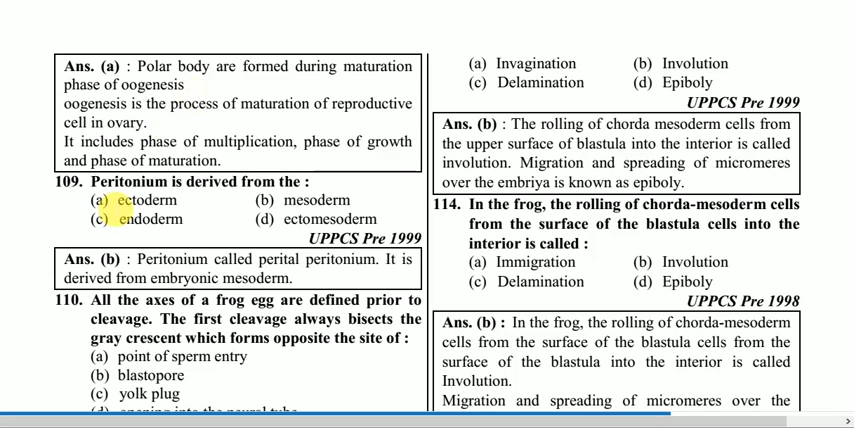 Ans. (a) : Polar body are formed during maturation
phase of oogenesis
oogenesis is the process of maturation of reproductive
cell in ovary.
It includes phase of multiplication, phase of growth
and phase of maturation.
109. Peritonium is derived from the :
(a) ectoderm (b) mesoderm
(c) endoderm (d) ectomesoderm
UPPCS Pre 1999
Ans. (b) : Peritonium called perital peritonium. It is
derived from embryonic mesoderm.
110. All the axes of a frog egg are defined prior to
cleavage. The first cleavage always bisects the
gray crescent which forms opposite the site of :
(a) point of sperm entry
(b) blastopore
(c) yolk plug
(d) opening into the neural tube
(a) Invagination (b) Involution
(c) Delamination (d) Epiboly
UPPCS Pre 1999
Ans. (b) : The rolling of chorda mesoderm cells from
the upper surface of blastula into the interior is called
involution. Migration and spreading of micromeres
over the embriya is known as epiboly.
114. In the frog, the rolling of chorda-mesoderm cells
from the surface of the blastula cells into the
interior is called :
(a) Immigration (b) Involution
(c) Delamination (d) Epiboly
UPPCS Pre 1998
Ans. (b) : In the frog, the rolling of chorda-mesoderm
cells from the surface of the blastula cells from the
surface of the blastula into the interior is called
Involution.
Migration and spreading of micromeres over the